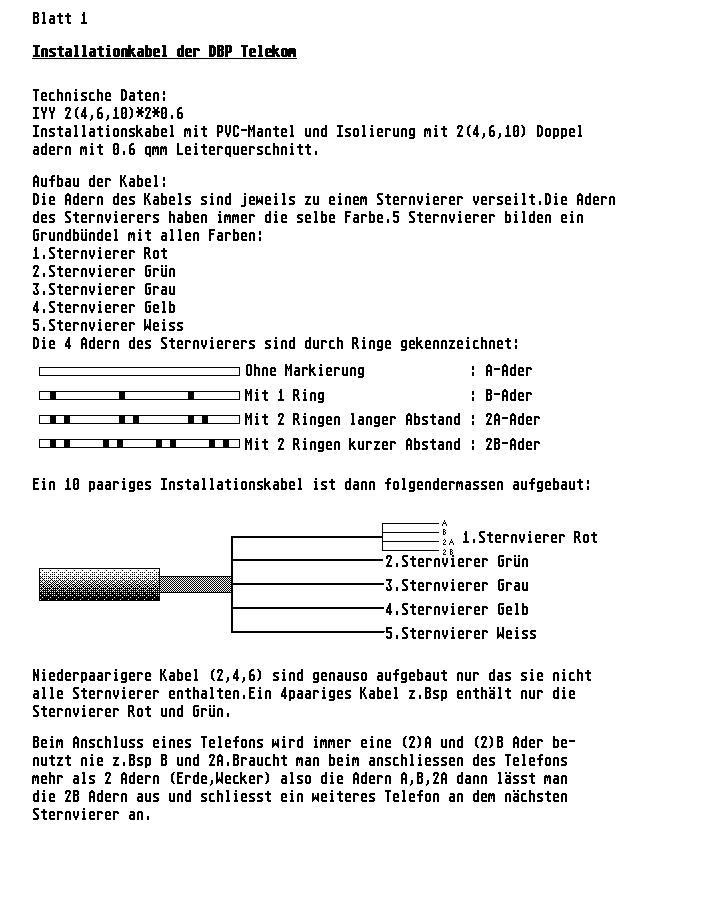 Blatt 1
Installationkabel der DBP Telekom
Technische Daten:
IYY 2(4,6,10)*2*0.6
Installationskabel mit PVC-Mantel und Isolierung mit 2(4,6,10) Doppel
adern mit 0.6 qmm Leiterquerschnitt.
Aufbau der Kabel:
Die Adern des Kabels sind jeweils zu einem Sternvierer verseilt.Die Adern
des Sternvierers haben immer die selbe Farbe.5 Sternvierer bilden ein
Grundbündel mit allen Farben:
1.Sternvierer Rot
2.Sternvierer Grün
3.Sternvierer Grau
4.Sternvierer Gelb
5.Sternvierer Weiss
Die 4 Adern des Sternvierers sind durch Ringe gekennzeichnet:
Ohne Markierung : A-Ader
Mit 1 Ring : B-Ader
Mit 2 Ringen langer Abstand : 2A-Ader
Mit 2 Ringen kurzer Abstand : 2B-Ader
Ein 10 paariges Installationskabel ist dann folgendermassen aufgebaut:
A
B
2 A
2 B
1.Sternvierer Rot
2.Sternvierer Grün
3.Sternvierer Grau
4.Sternvierer Gelb
5.Sternvierer Weiss
Niederpaarigere Kabel (2,4,6) sind genauso aufgebaut nur das sie nicht
alle Sternvierer enthalten.Ein 4paariges Kabel z.Bsp enthält nur die
Sternvierer Rot und Grün.
Beim Anschluss eines Telefons wird immer eine (2)A und (2)B Ader be-
nutzt nie z.Bsp B und 2A.Braucht man beim anschliessen des Telefons
mehr als 2 Adern (Erde,Wecker) also die Adern A,B,2A dann lässt man
die 2B Adern aus und schliesst ein weiteres Telefon an dem nächsten
Sternvierer an.